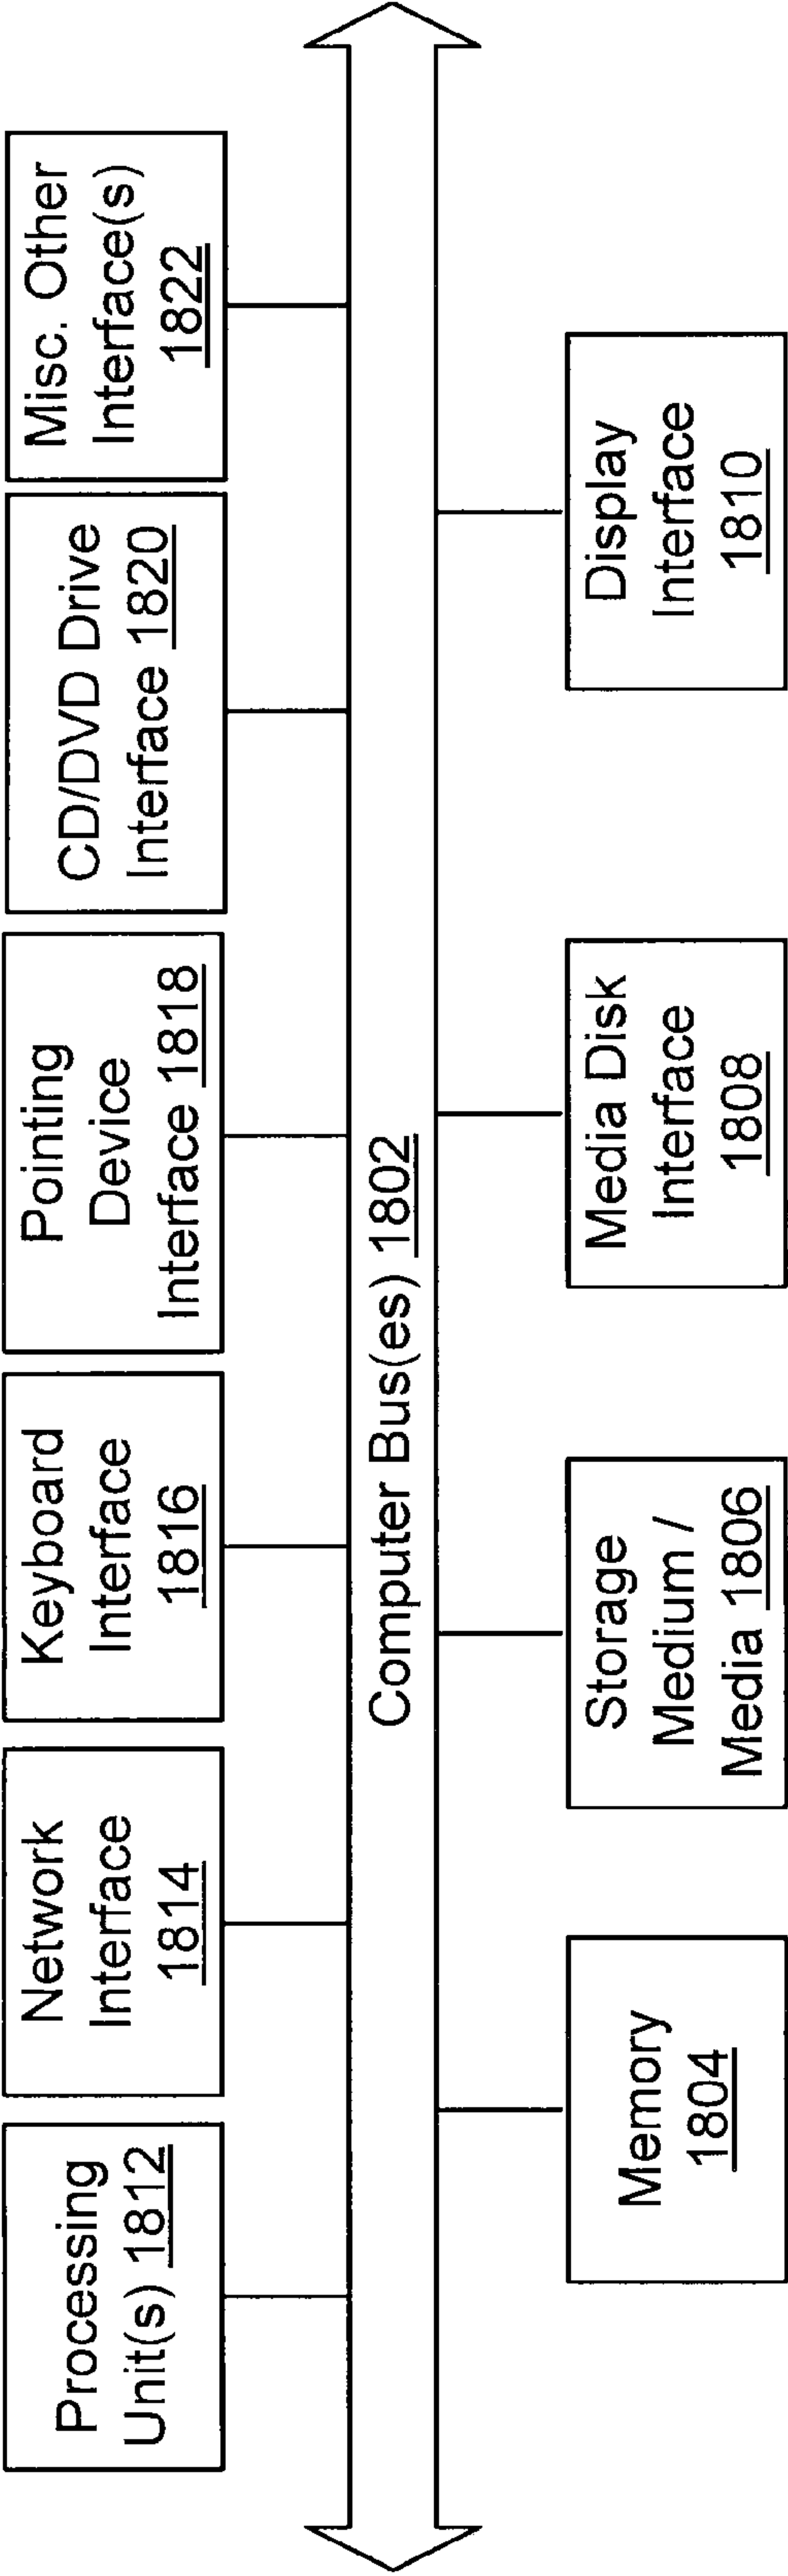 Processing
Unit(s) 1812
Network
Interface
1814
Keyboard
Interface
1816
Pointing
Device
Interface 1818
CD/DVD Drive
Interface 1820
Misc. Other
Interface(s)
1822
Computer Bus(es) 1802
Memory
1804
Storage
Medium /
Media 1806
Media Disk
Interface
1808
Display
Interface
1810